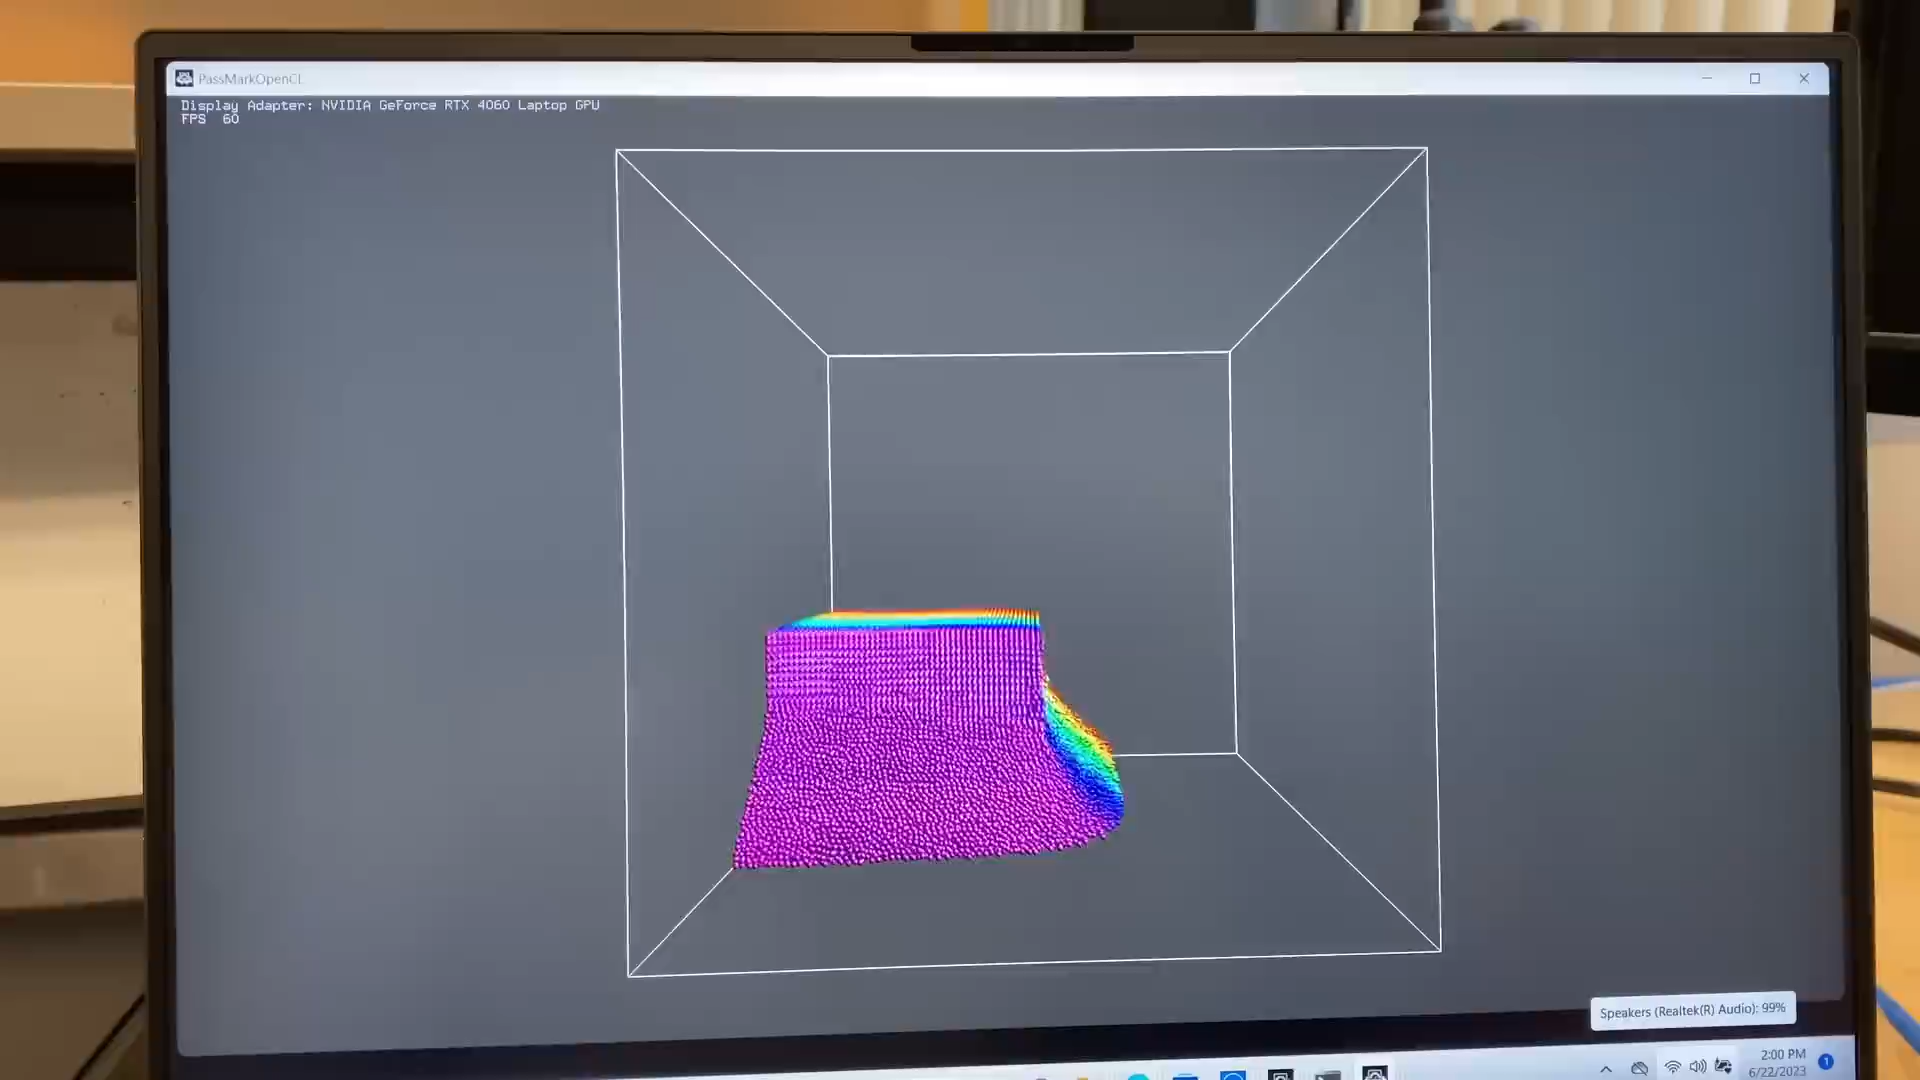 PassMarkOpenCL
Display Adapter: NVIDIA GeForce RTX 4060 Laptop GPU
FPS 60
Speakers (Realtek(R) Audio): 99%
2:00 PM
1
6/22/2023